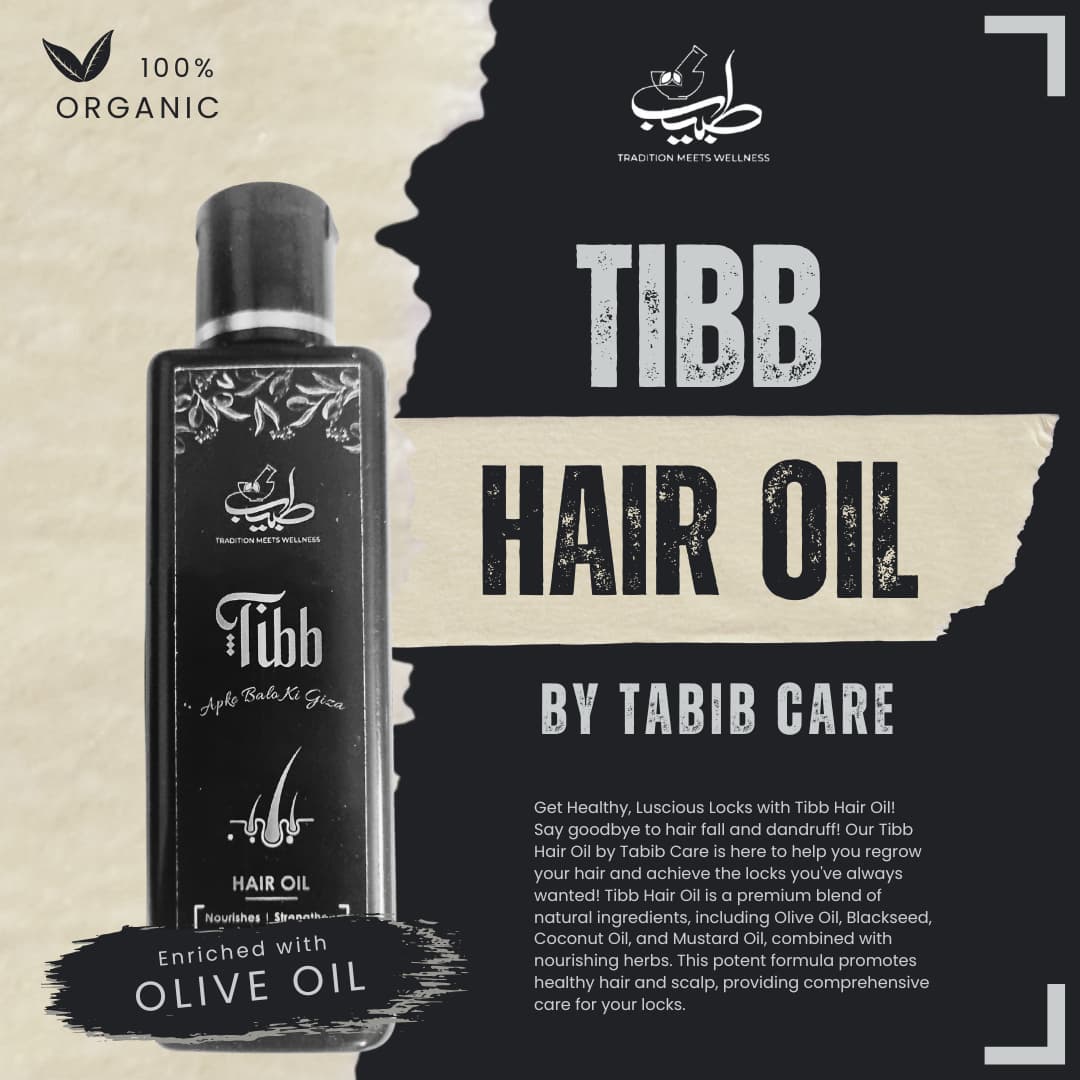 100%
ORGANIC
طبیب
TRADITION MEETS WELLNESS
TIBB
HAIR OIL
BY TABIB CARE
Get Healthy, Luscious Locks with Tibb Hair Oil!
Say goodbye to hair fall and dandruff! Our Tibb
Hair Oil by Tabib Care is here to help you regrow
your hair and achieve the locks you've always
wanted! Tibb Hair Oil is a premium blend of
natural ingredients, including Olive Oil, Blackseed,
Coconut Oil, and Mustard Oil, combined with
nourishing herbs. This potent formula promotes
healthy hair and scalp, providing comprehensive
care for your locks.
طبیب
TRADITION MEETS WELLNESS
Tibb
Apke Balo Ki Giza
HAIR OIL
Nourishes |
Enriched with
OLIVE OIL